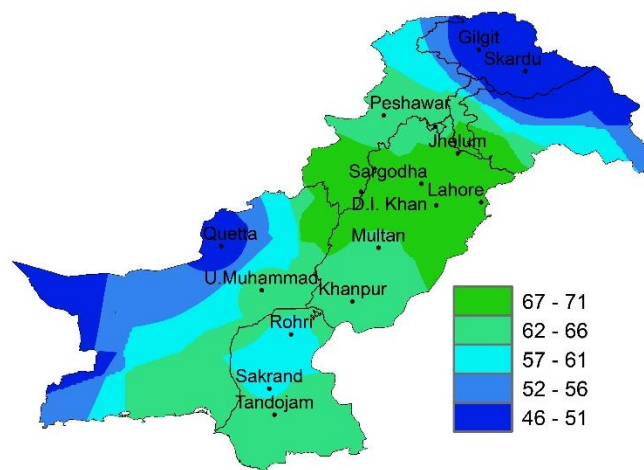 Gilgit
Skardu
Peshawar
Jhelum
Sargodha
Lahore
D.I. Khan
Quetta
Multan
U.Muhammad
Khanpur
Rohri
Sakrand
Tandojam
67 - 71
62 - 66
57 - 61
52 - 56
46 - 51